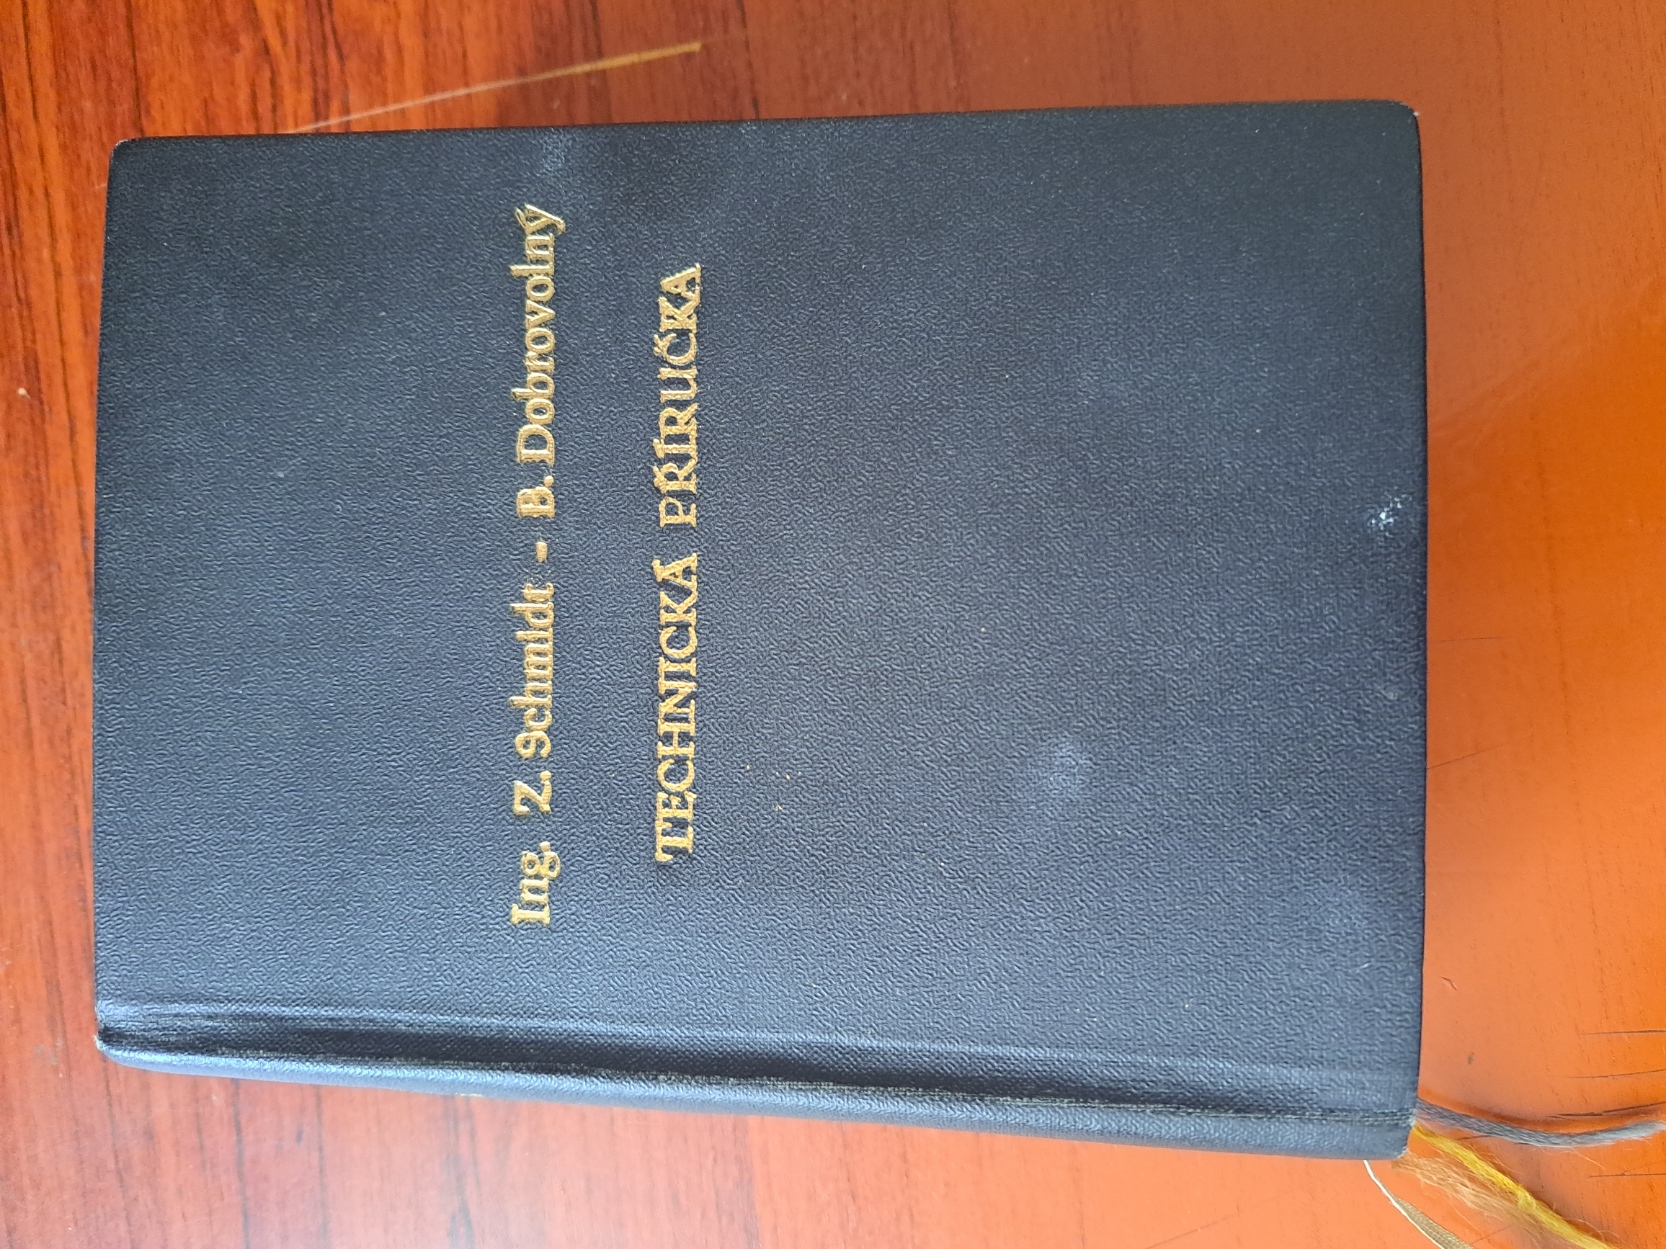 Ing. Z. Schmidt - B. Dobrovolný
TECHNICKÁ PŘÍRUČKA